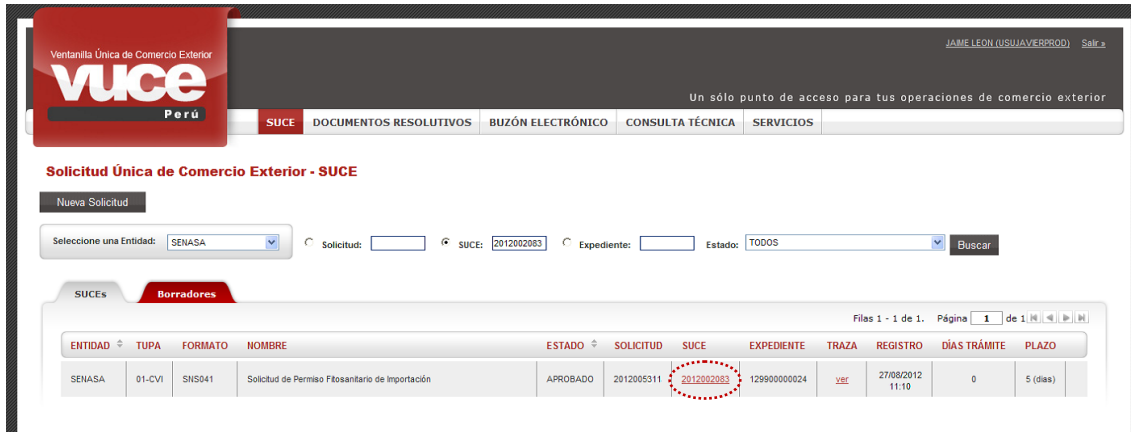 JAIME LEON (USUJAVIERPROD) Salir »
Ventanilla Única de Comercio Exterior
vuce
Perú
Un sólo punto de acceso para tus operaciones de comercio exterior
SUCE DOCUMENTOS RESOLUTIVOS BUZÓN ELECTRÓNICO CONSULTA TÉCNICA SERVICIOS
Solicitud Única de Comercio Exterior - SUCE
Nueva Solicitud
Seleccione una Entidad: SENASA Solicitud: SUCE: 2012002083 Expediente: Estado: TODOS Buscar
SUCEs Borradores
Filas 1 - 1 de 1. Página 1 de 1
ENTIDAD TUPA FORMATO NOMBRE ESTADO SOLICITUD SUCE EXPEDIENTE TRAZA REGISTRO DÍAS TRÁMITE PLAZO
SENASA 01-CVI SNS041 Solicitud de Permiso Fitosanitario de Importación APROBADO 2012005311 2012002083 129900000024 ver 27/08/2012 0 5 (dias)
11:10